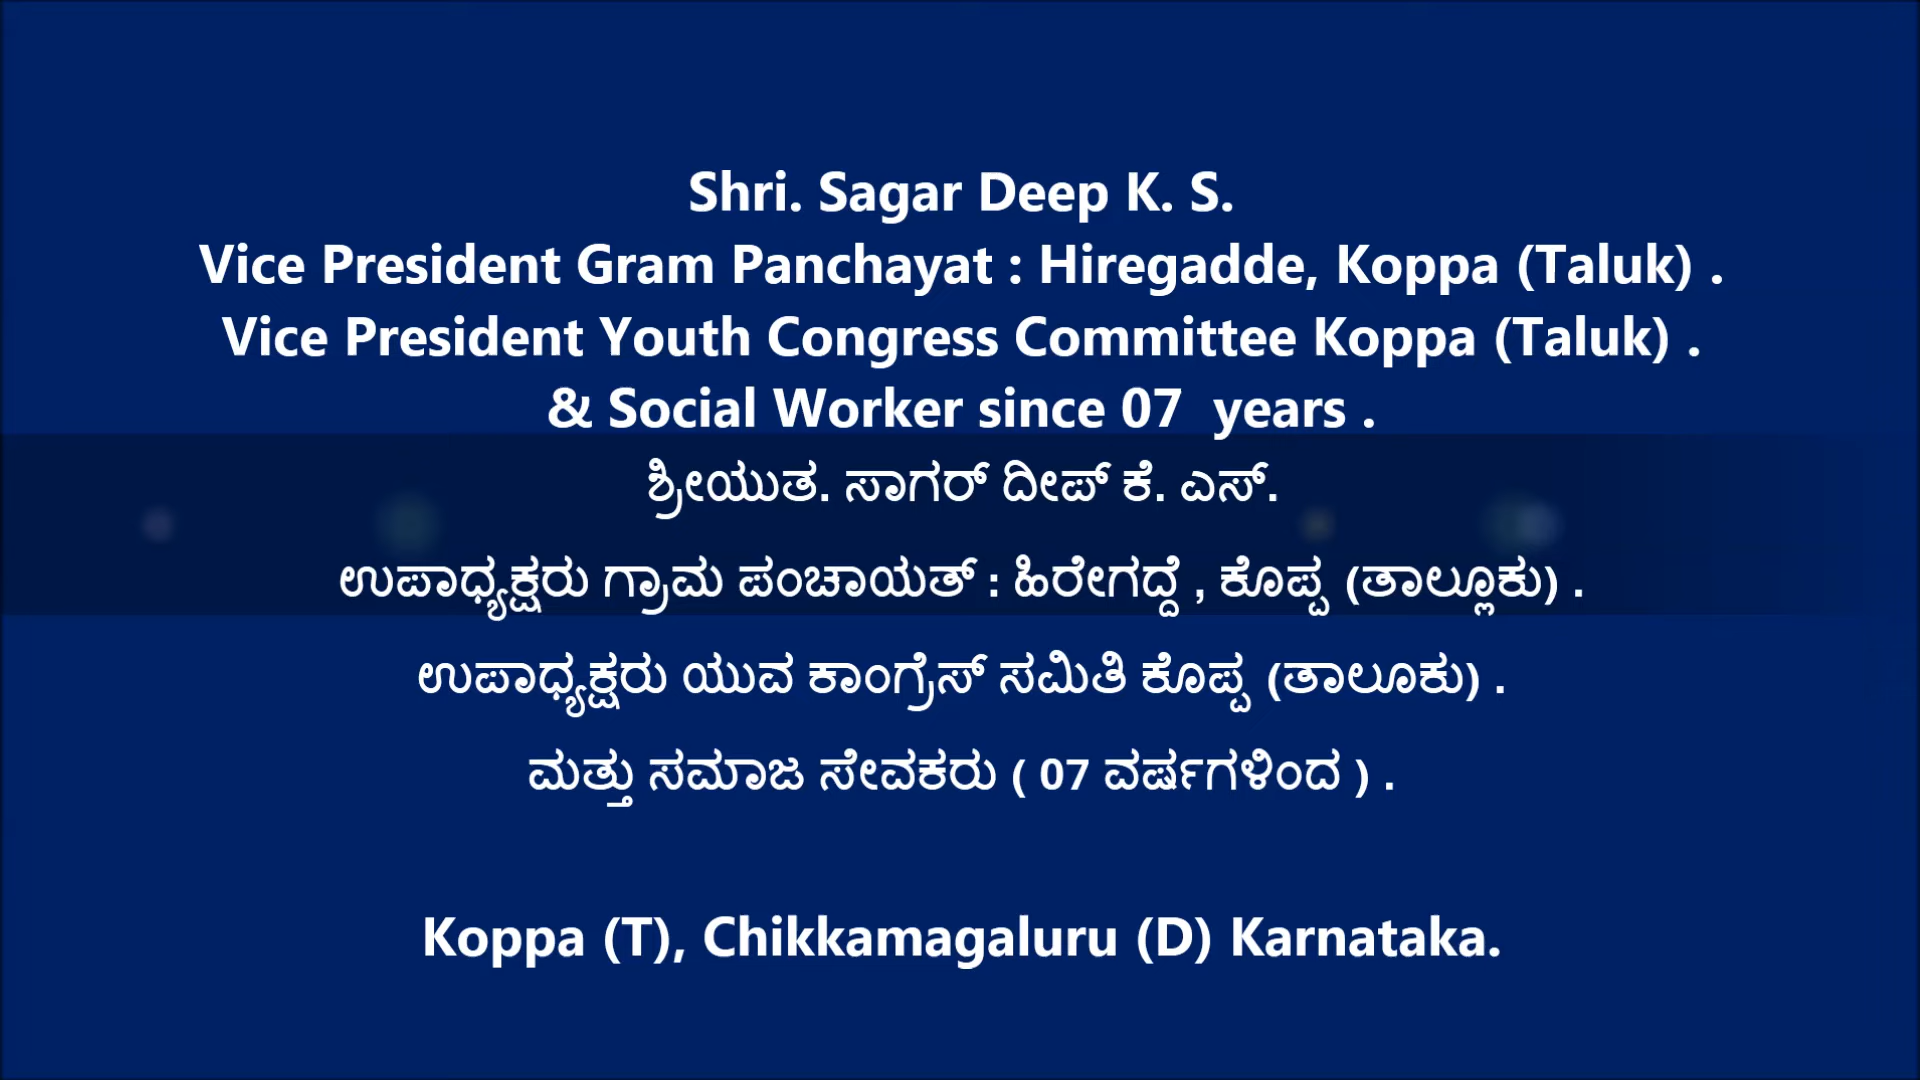 Shri. Sagar Deep K. S.
Vice President Gram Panchayat : Hiregadde, Koppa (Taluk) .
Vice President Youth Congress Committee Koppa (Taluk) .
& Social Worker since 07 years .
ಶ್ರೀಯುತ. ಸಾಗರ್ ದೀಪ್ ಕೆ. ಎಸ್.
ಉಪಾಧ್ಯಕ್ಷರು ಗ್ರಾಮ ಪಂಚಾಯತ್ : ಹಿರೇಗದ್ದೆ , ಕೊಪ್ಪ (ತಾಲ್ಲೂಕು) .
ಉಪಾಧ್ಯಕ್ಷರು ಯುವ ಕಾಂಗ್ರೆಸ್ ಸಮಿತಿ ಕೊಪ್ಪ (ತಾಲೂಕು) .
ಮತ್ತು ಸಮಾಜ ಸೇವಕರು ( 07 ವರ್ಷಗಳಿಂದ ) .
Koppa (T), Chikkamagaluru (D) Karnataka.